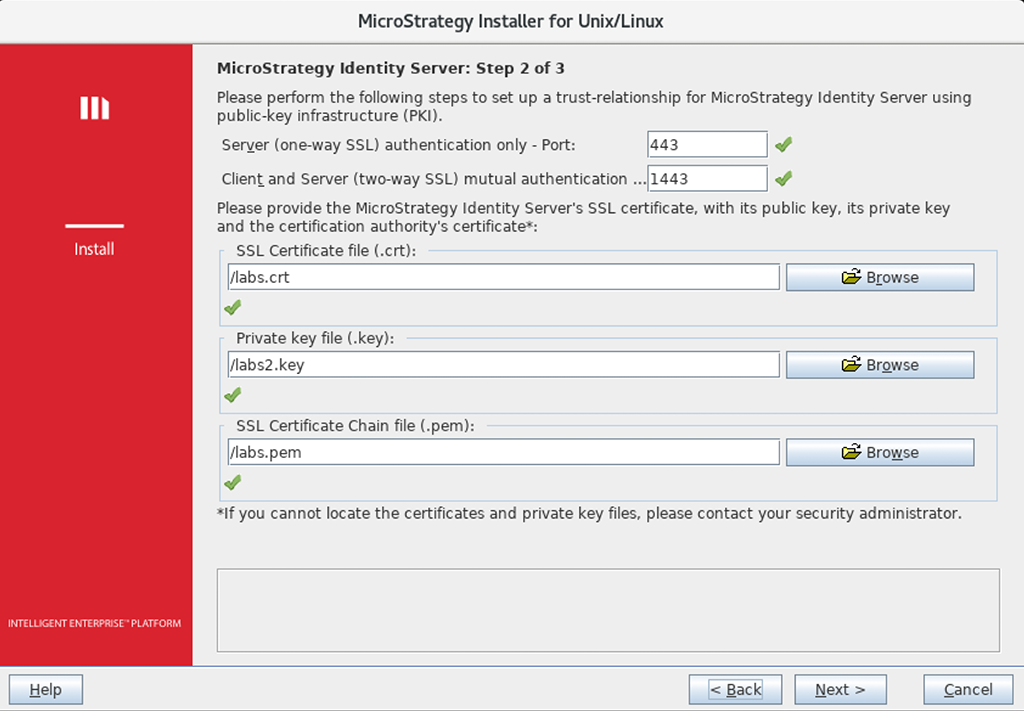 MicroStrategy Installer for Unix/Linux
Install
INTELLIGENT ENTERPRISE™ PLATFORM
MicroStrategy Identity Server: Step 2 of 3
Please perform the following steps to set up a trust-relationship for MicroStrategy Identity Server using
public-key infrastructure (PKI).
Server (one-way SSL) authentication only - Port: 443
Client and Server (two-way SSL) mutual authentication ... 1443
Please provide the MicroStrategy Identity Server's SSL certificate, with its public key, its private key
and the certification authority's certificate*:
SSL Certificate file (.crt):
/labs.crt Browse
Private key file (.key):
/labs2.key Browse
SSL Certificate Chain file (.pem):
/labs.pem Browse
*If you cannot locate the certificates and private key files, please contact your security administrator.
Help < Back Next > Cancel